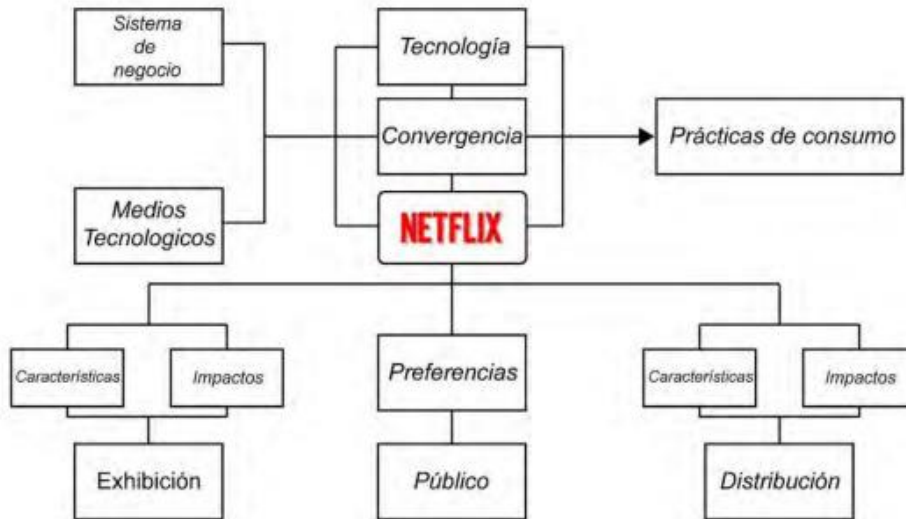 Sistema
de
negocio
Tecnología
Convergencia
Prácticas de consumo
Medios
Tecnologicos
NETFLIX
Características
Impactos
Preferencias
Características
Impactos
Exhibición
Público
Distribución